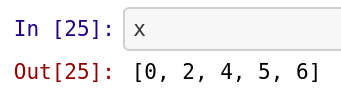 In [25]: x
Out[25]: [0, 2, 4, 5, 6]